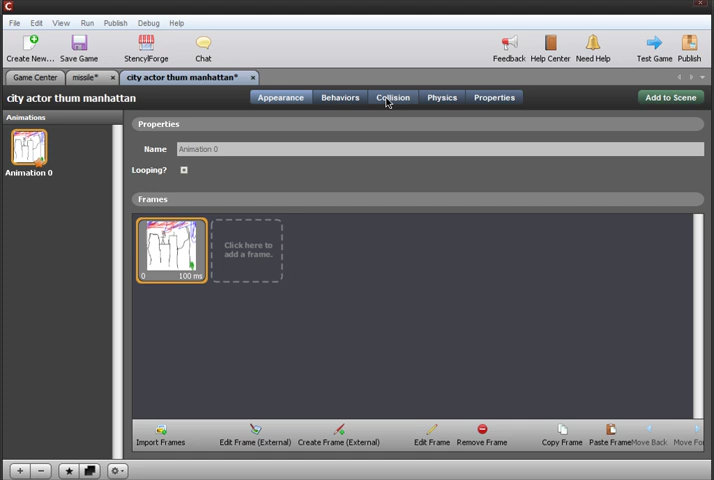 File Edit View Run Publish Debug Help
Create New... Save Game StencylForge Chat Feedback Help Center Need Help Test Game Publish
Game Center missile* city actor thum manhattan*
city actor thum manhattan Appearance Behaviors Collision Physics Properties Add to Scene
Animations
Animation 0
Properties
Name Animation 0
Looping?
Frames
0 100 ms
Click here to
add a frame.
Import Frames Edit Frame (External) Create Frame (External) Edit Frame Remove Frame Copy Frame Paste Frame Move Back Move For